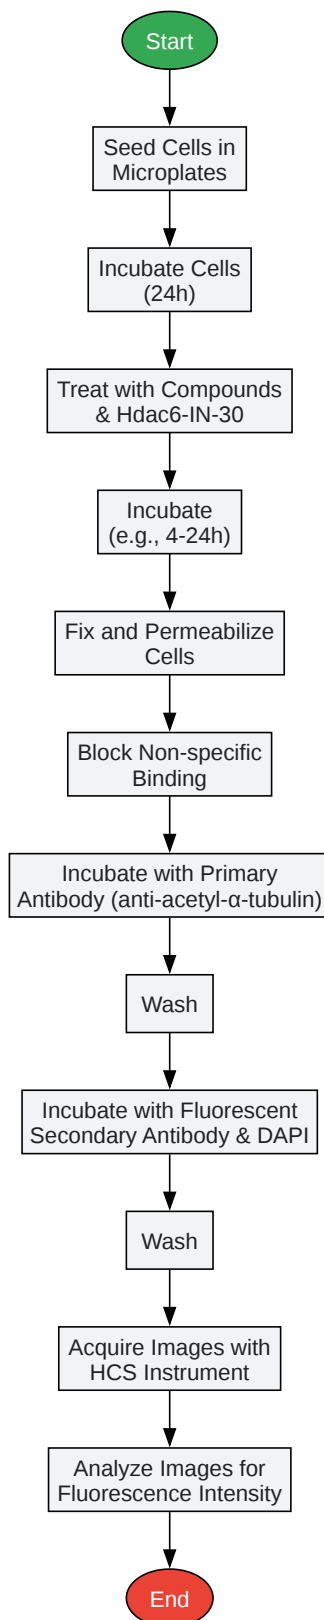 Start
Seed Cells in
Microplates
Incubate Cells
(24h)
Treat with Compounds
& Hdac6-IN-30
Incubate
(e.g., 4-24h)
Fix and Permeabilize
Cells
Block Non-specific
Binding
Incubate with Primary
Antibody (anti-acetyl-α-tubulin)
Wash
Incubate with Fluorescent
Secondary Antibody & DAPI
Wash
Acquire Images with
HCS Instrument
Analyze Images for
Fluorescence Intensity
End